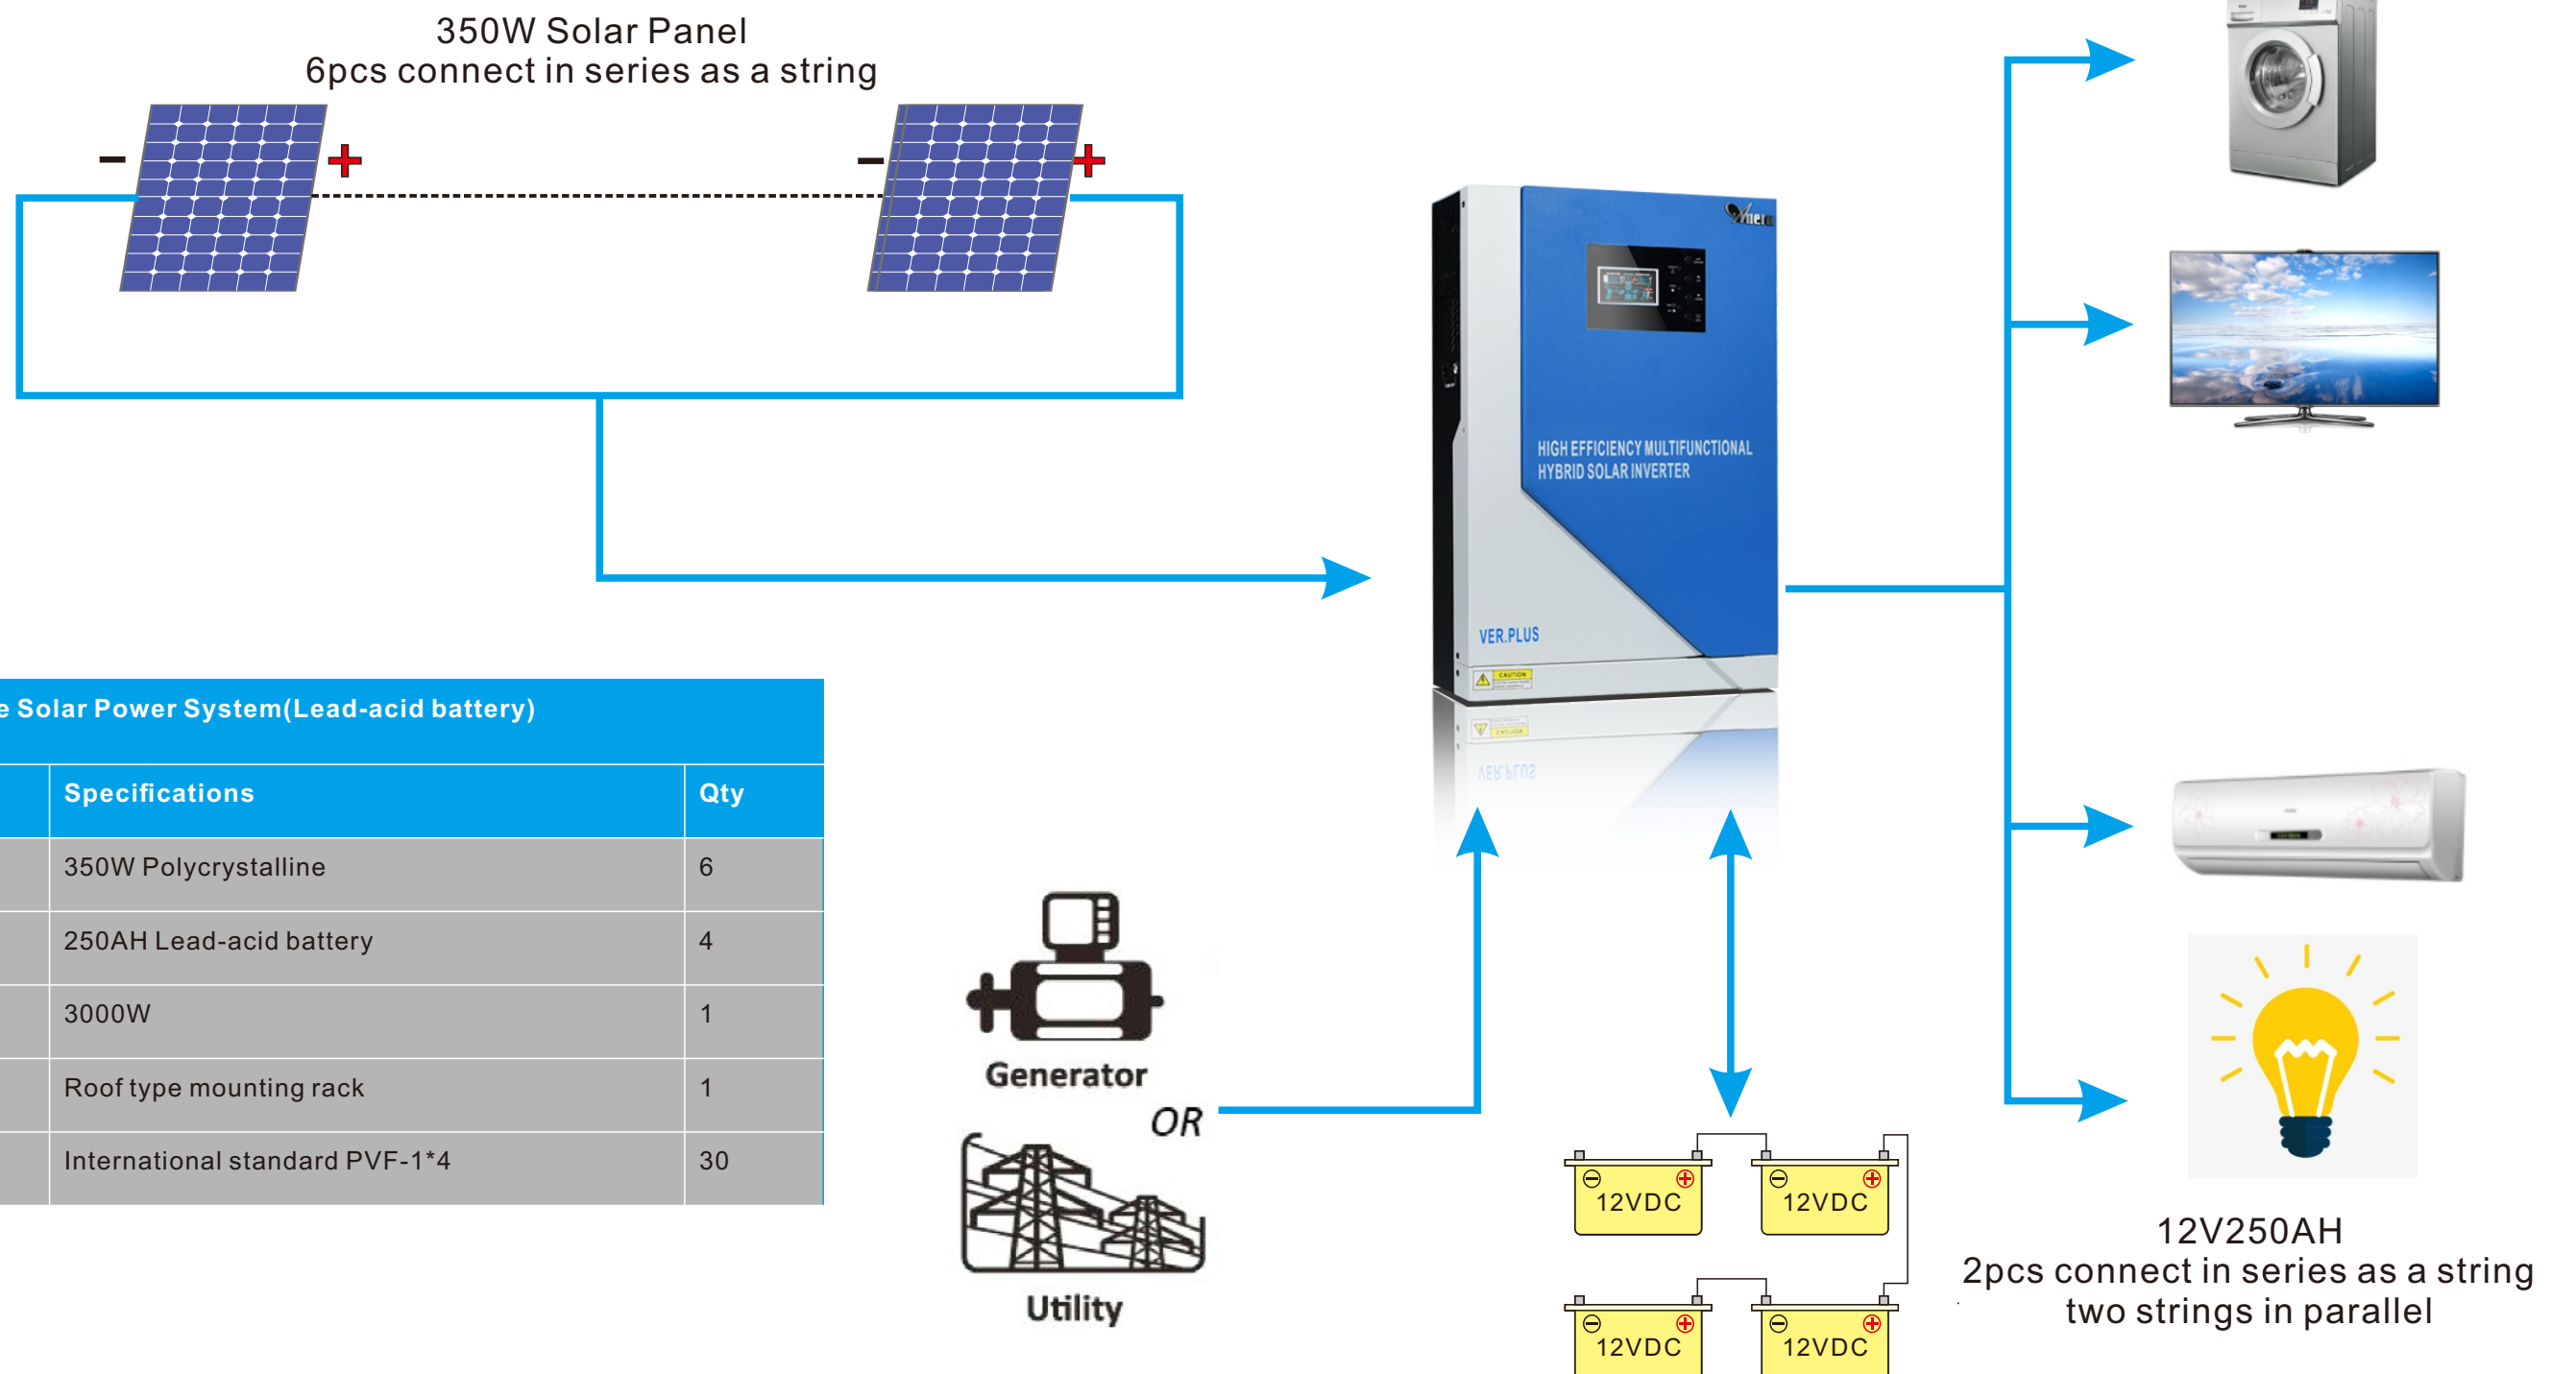 350W Solar Panel
6pcs connect in series as a string
HIGH EFFICIENCY MULTIFUNCTIONAL
HYBRID SOLAR INVERTER
VER.PLUS
CAUTION
e Solar Power System(Lead-acid battery)
Specifications Qty
350W Polycrystalline 6
250AH Lead-acid battery 4
3000W 1
Roof type mounting rack 1
International standard PVF-1*4 30
Generator
OR
Utility
12VDC 12VDC
12VDC 12VDC
12V250AH
2pcs connect in series as a string
two strings in parallel